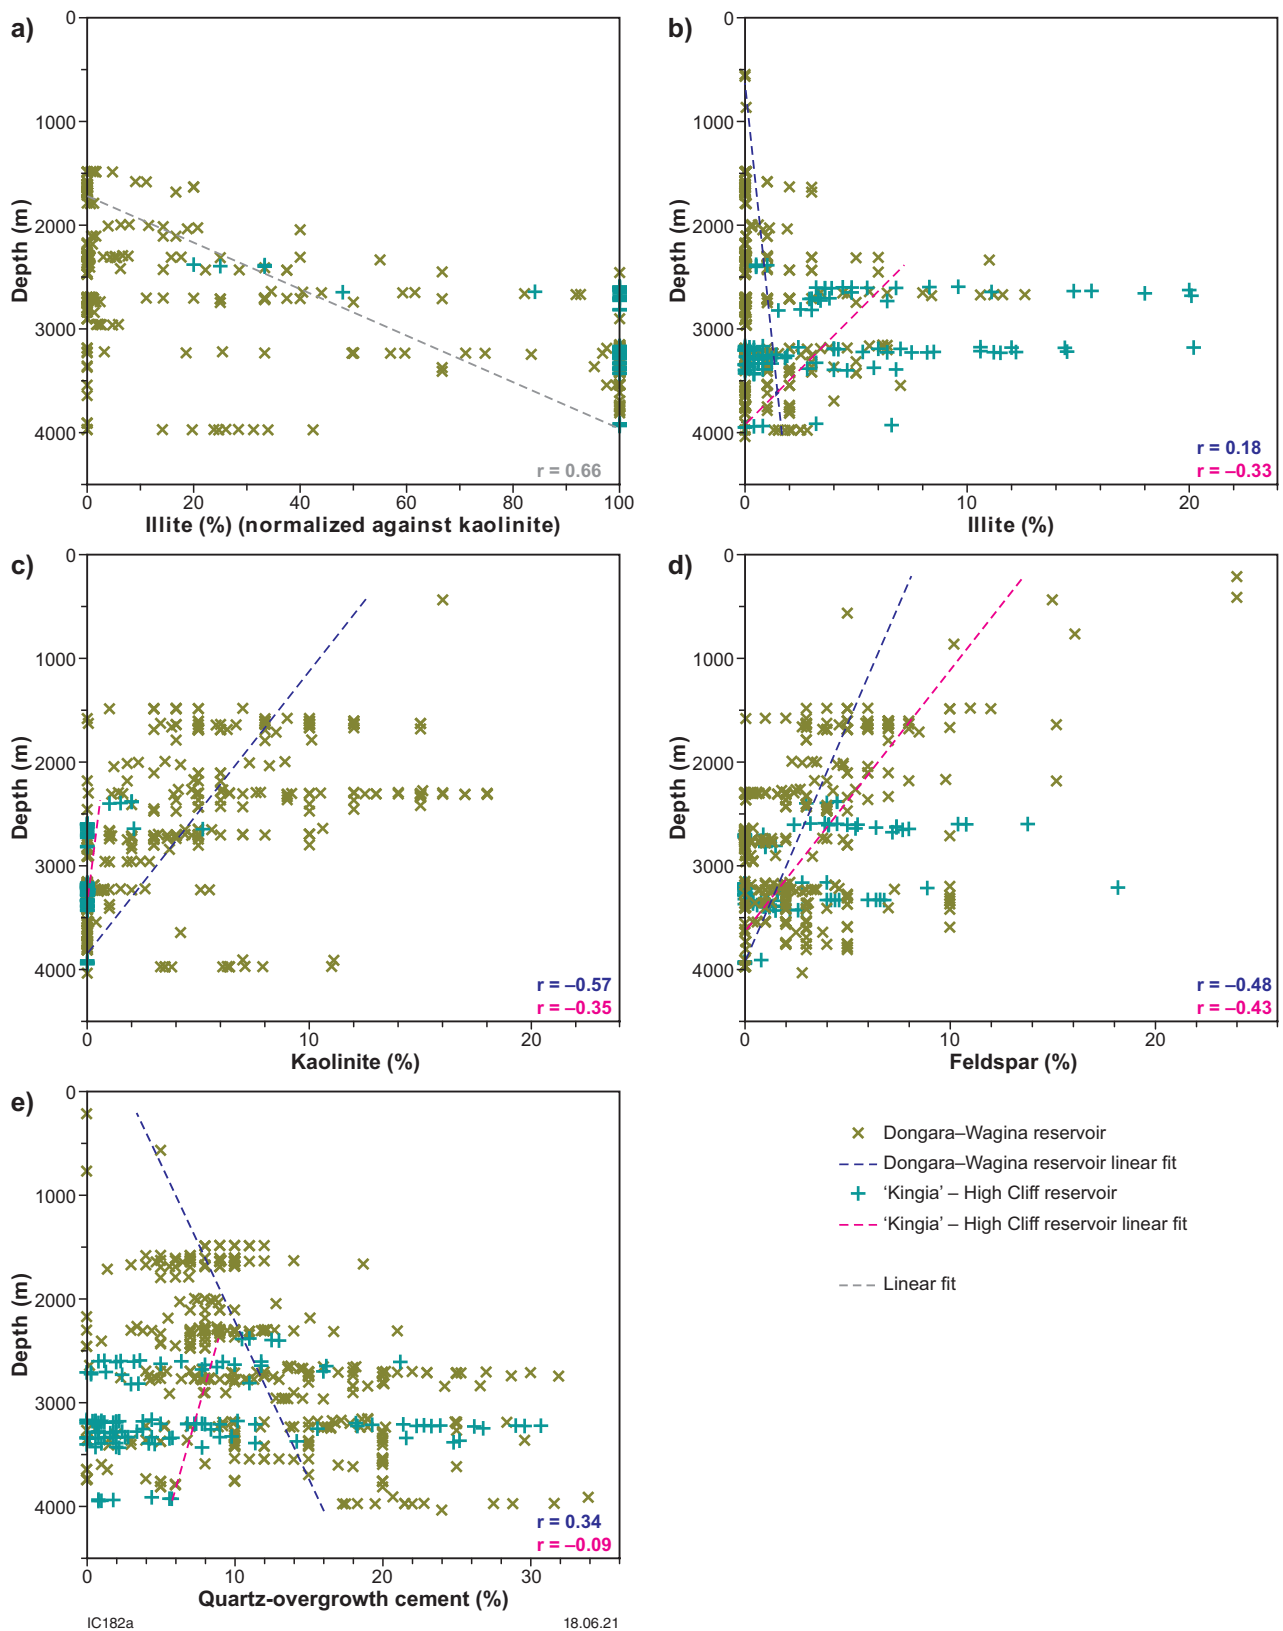 a)
0
1000
2000
3000
4000
Depth (m)
r = 0.66
0
20
40
60
80
100
Illite (%) (normalized against kaolinite)
b)
0
1000
2000
3000
4000
Depth (m)
r = 0.18
r = –0.33
0
10
20
Illite (%)
c)
0
1000
2000
3000
4000
Depth (m)
r = –0.57
r = –0.35
0
10
20
Kaolinite (%)
d)
0
1000
2000
3000
4000
Depth (m)
r = –0.48
r = –0.43
0
10
20
Feldspar (%)
e)
0
1000
2000
3000
4000
Depth (m)
r = 0.34
r = –0.09
0
10
20
30
Quartz-overgrowth cement (%)
Dongara–Wagina reservoir
Dongara–Wagina reservoir linear fit
‘Kingia’ – High Cliff reservoir
‘Kingia’ – High Cliff reservoir linear fit
Linear fit
IC182a
18.06.21